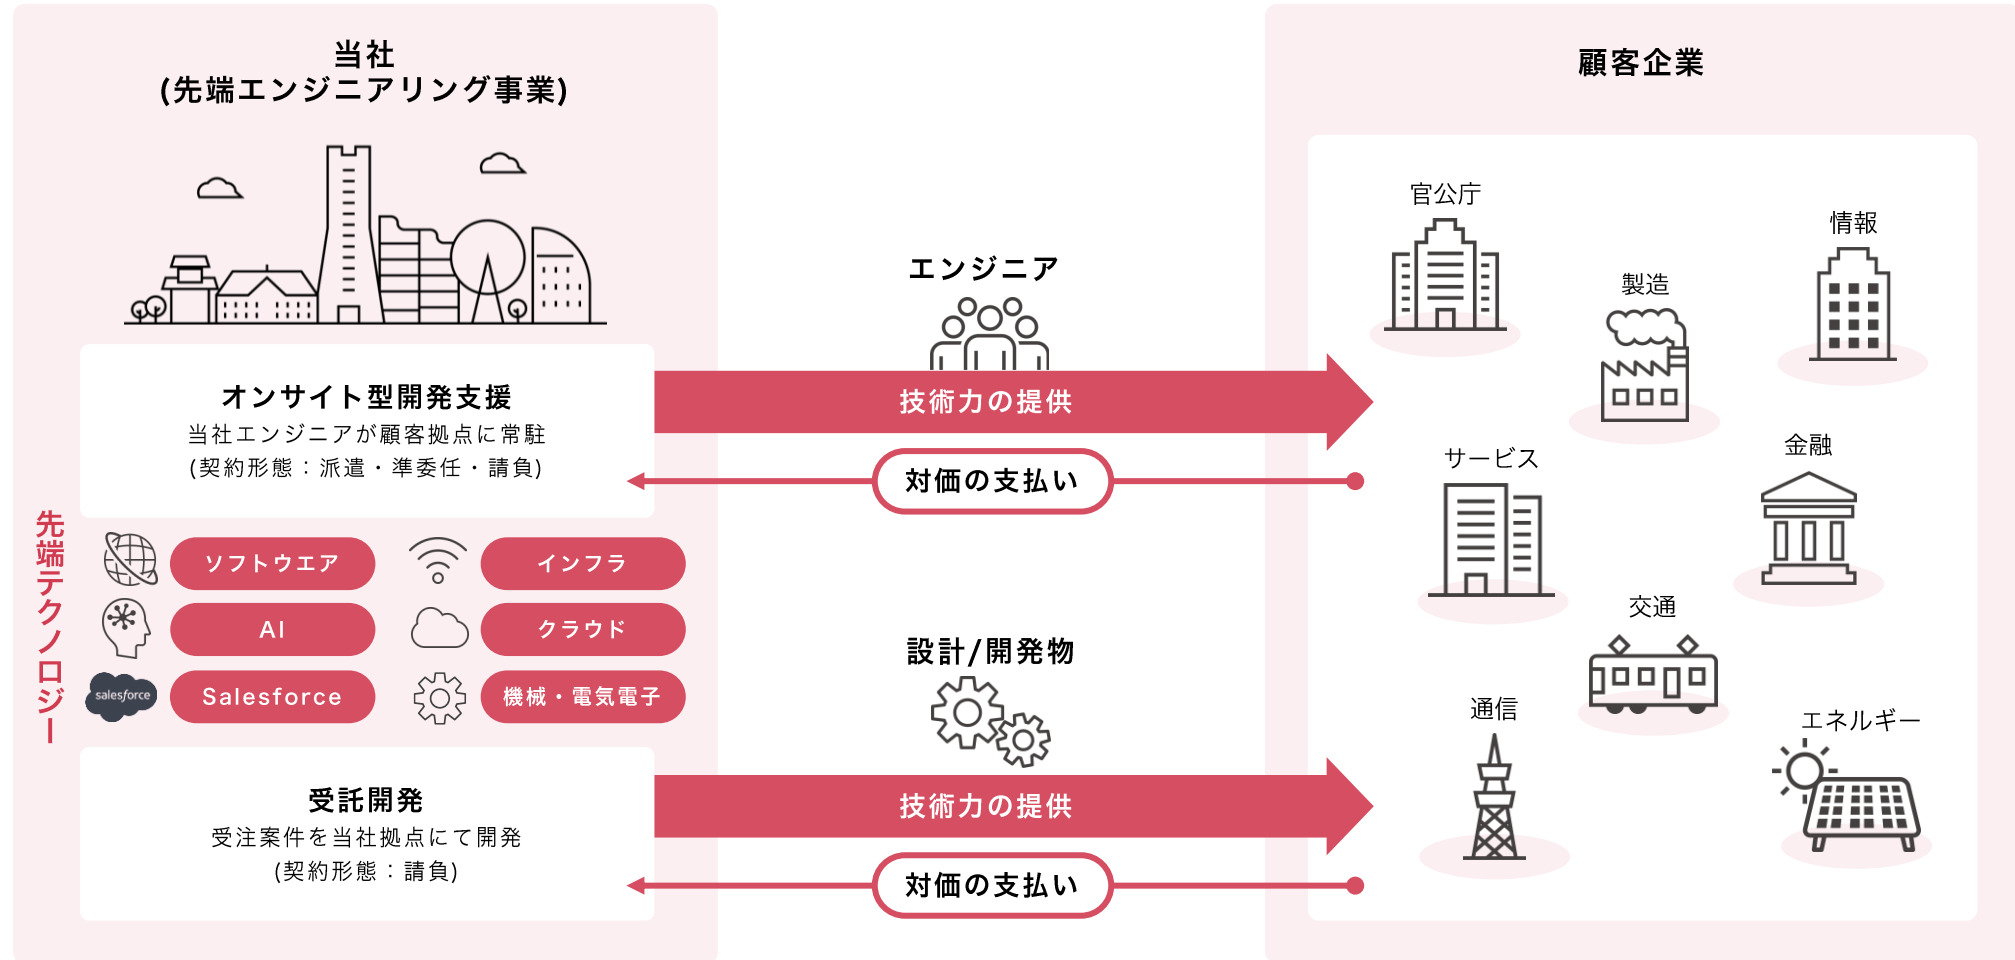 当社
(先端エンジニアリング事業)
オンサイト型開発支援
当社エンジニアが顧客拠点に常駐
(契約形態：派遣・準委任・請負)
先端テクノロジー
ソフトウエア
インフラ
AI
クラウド
salesforce
Salesforce
機械・電気電子
受託開発
受注案件を当社拠点にて開発
(契約形態：請負)
エンジニア
技術力の提供
対価の支払い
設計/開発物
技術力の提供
対価の支払い
顧客企業
官公庁
情報
製造
サービス
金融
交通
通信
エネルギー